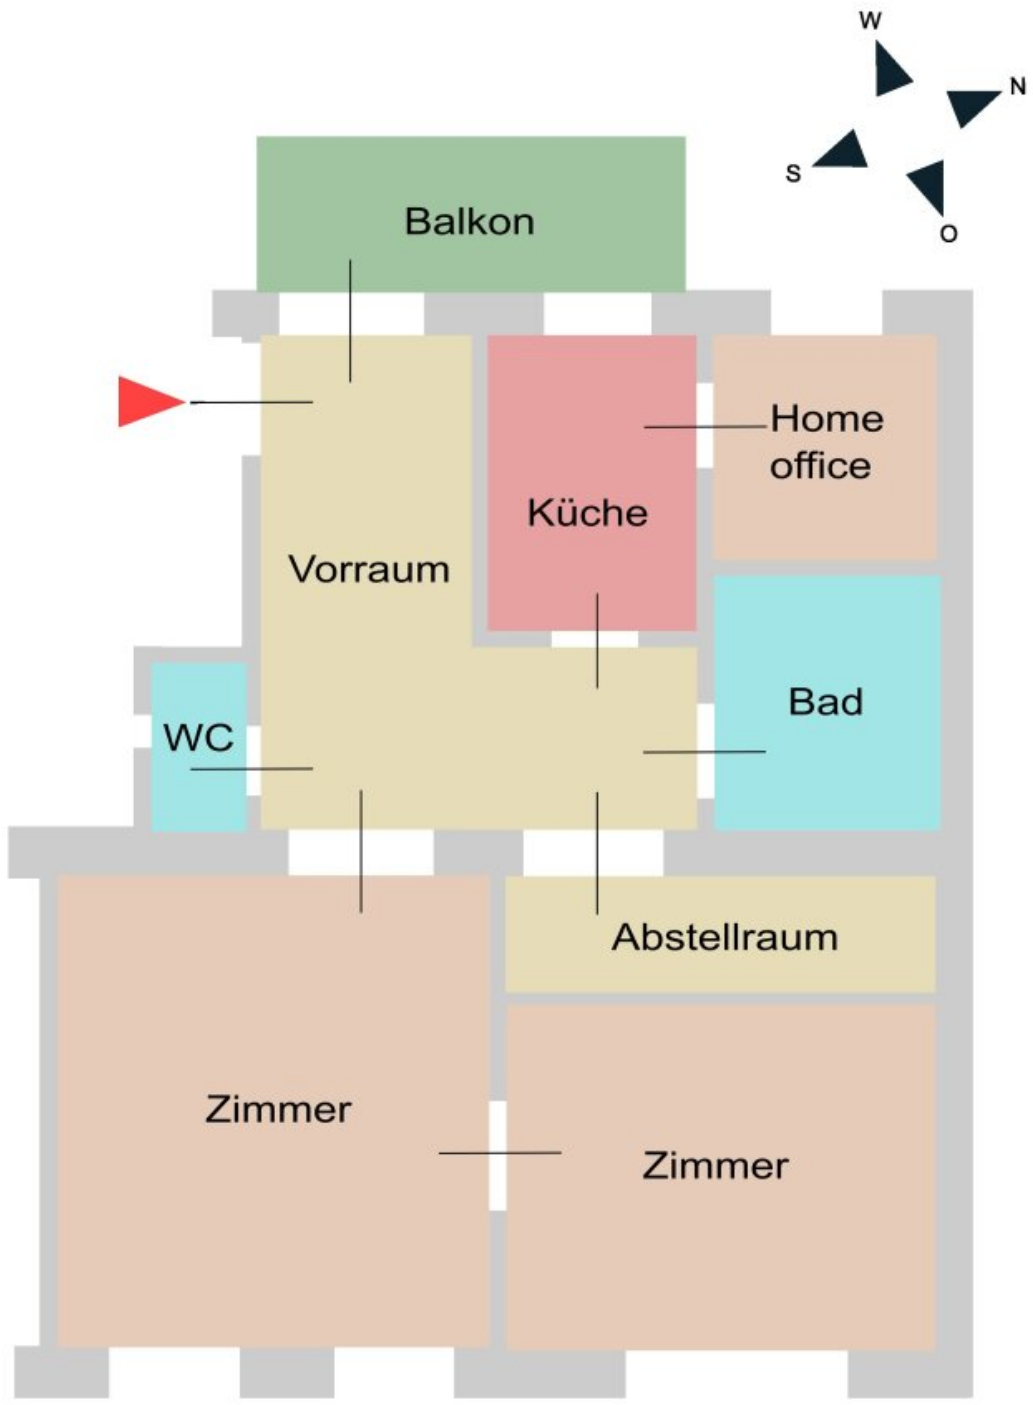 W
N
S
O
Balkon
Home
office
Küche
Vorraum
Bad
WC
Abstellraum
Zimmer
Zimmer